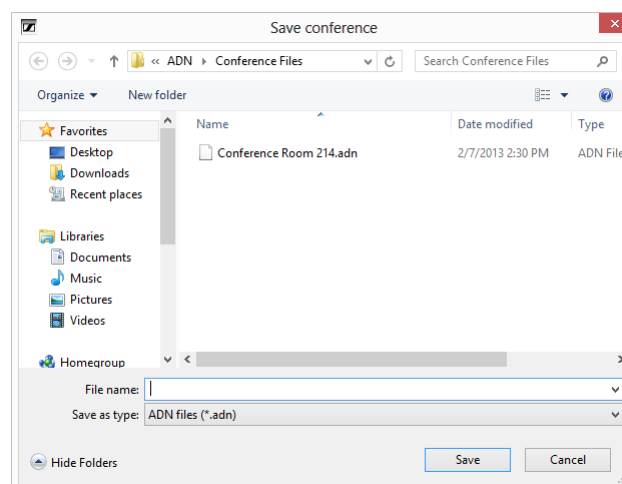 Save conference
« ADN ▸ Conference Files
Search Conference Files
Organize
New folder
Name
Date modified
Type
Favorites
Desktop
Downloads
Recent places
Libraries
Documents
Music
Pictures
Videos
Homegroup
Conference Room 214.adn
2/7/2013 2:30 PM
ADN File
File name:
Save as type: ADN files (*.adn)
Hide Folders
Save
Cancel